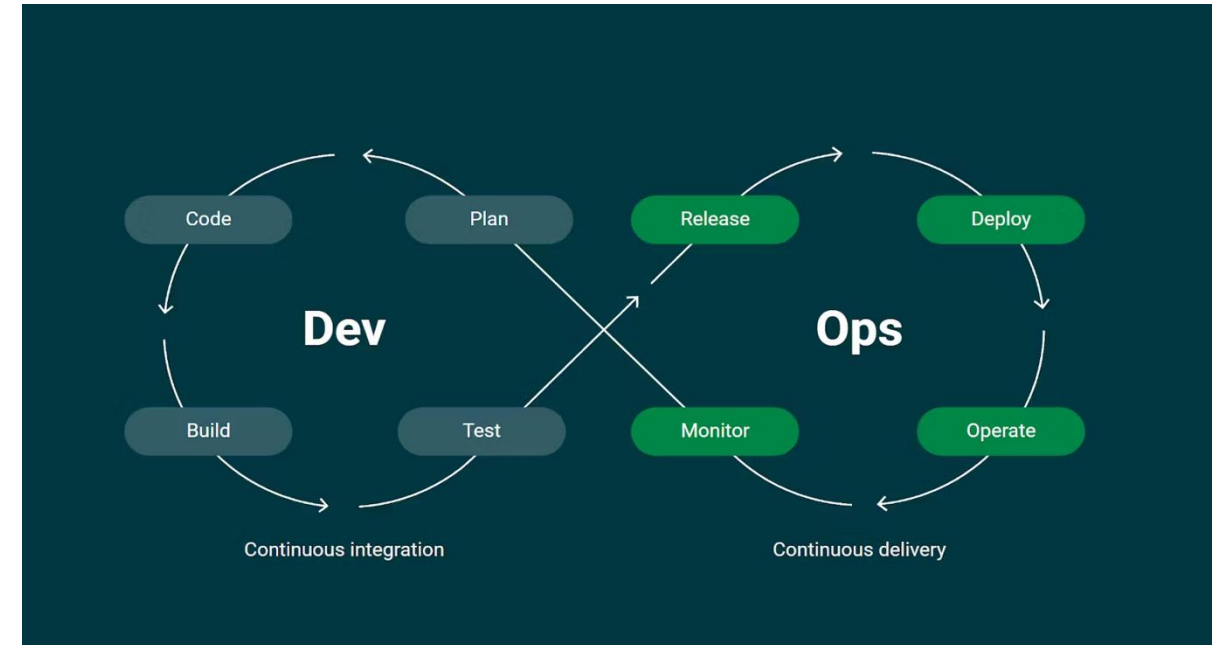 Code
Plan
Release
Deploy
Dev
Ops
Build
Test
Monitor
Operate
Continuous integration
Continuous delivery